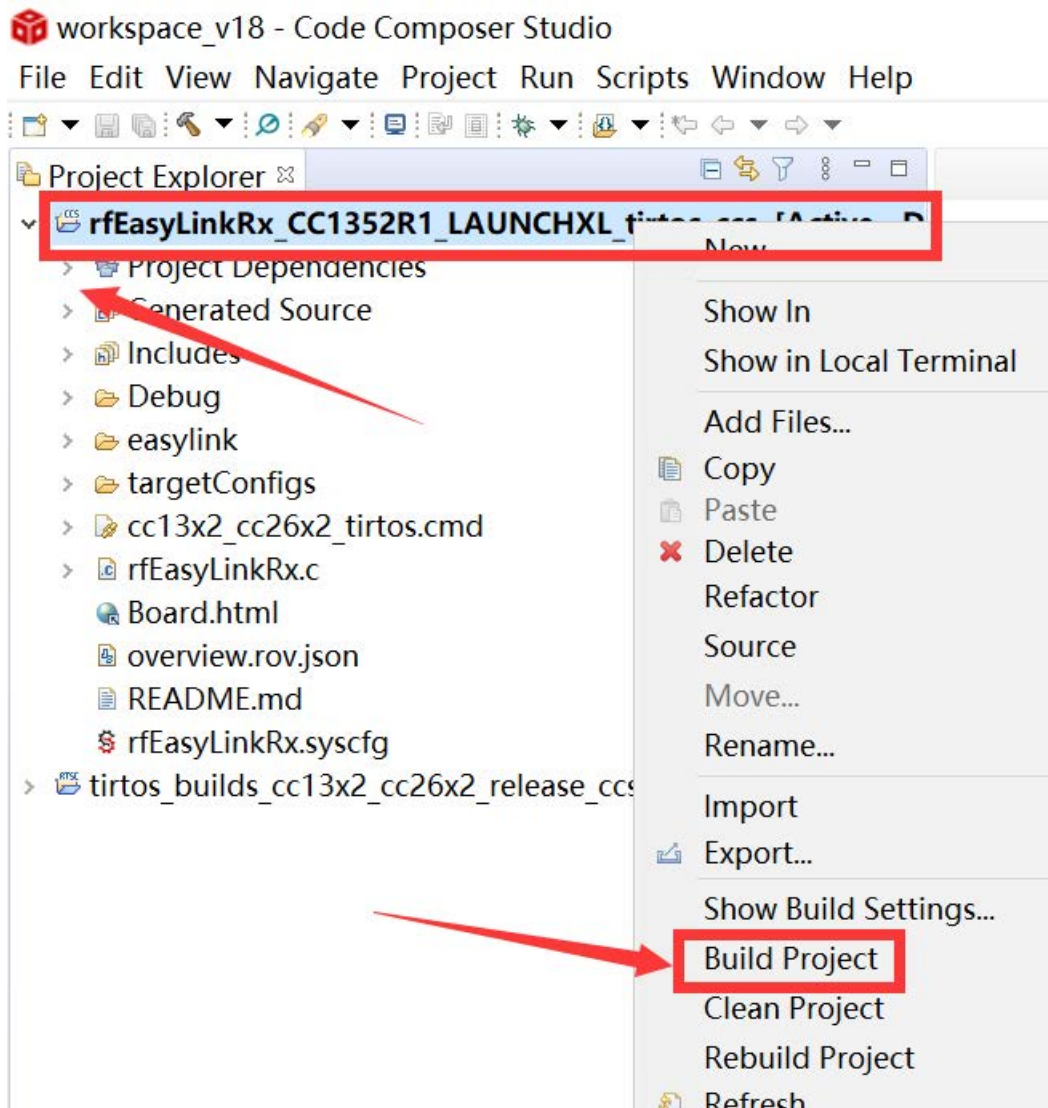 workspace_v18 - Code Composer Studio
File Edit View Navigate Project Run Scripts Window Help
Project Explorer
rfEasyLinkRx_CC1352R1_LAUNCHXL_tirtos_ccs [Active - D
Project Dependencies
Generated Source
Includes
Debug
easylink
targetConfigs
cc13x2_cc26x2_tirtos.cmd
rfEasyLinkRx.c
Board.html
overview.rov.json
README.md
rfEasyLinkRx.syscfg
tirtos_builds_cc13x2_cc26x2_release_ccs
New
Show In
Show in Local Terminal
Add Files...
Copy
Paste
Delete
Refactor
Source
Move...
Rename...
Import
Export...
Show Build Settings...
Build Project
Clean Project
Rebuild Project
Refresh